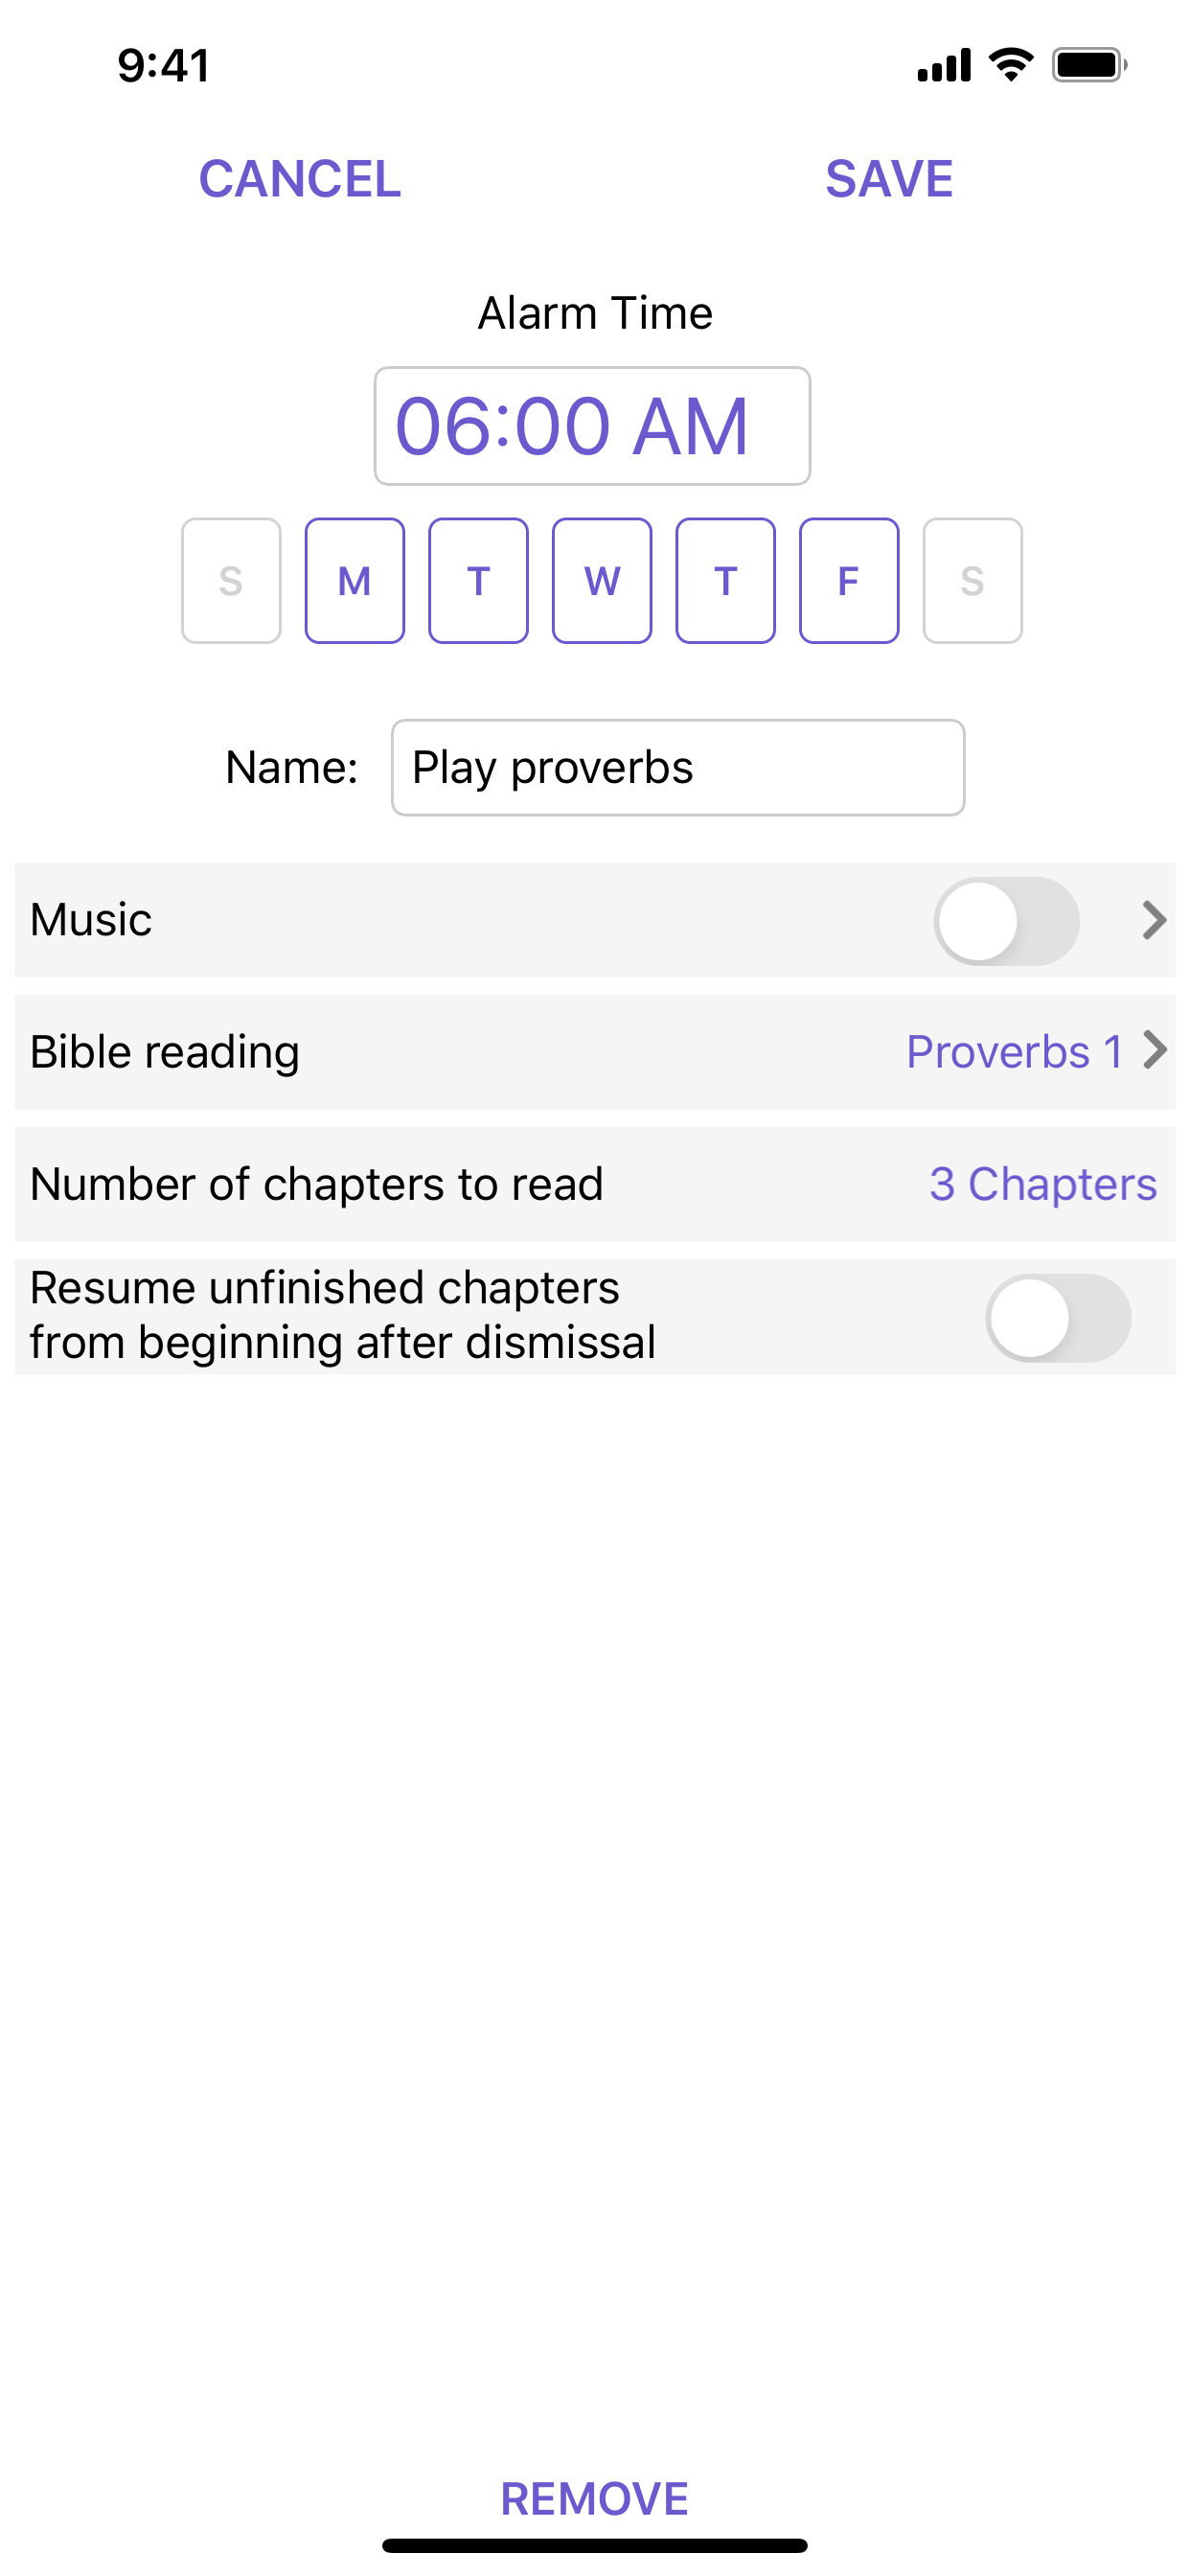 9:41
CANCEL SAVE
Alarm Time
06:00 AM
S M T W T F S
Name: Play proverbs
Music
Bible reading Proverbs 1
Number of chapters to read 3 Chapters
Resume unfinished chapters
from beginning after dismissal
REMOVE